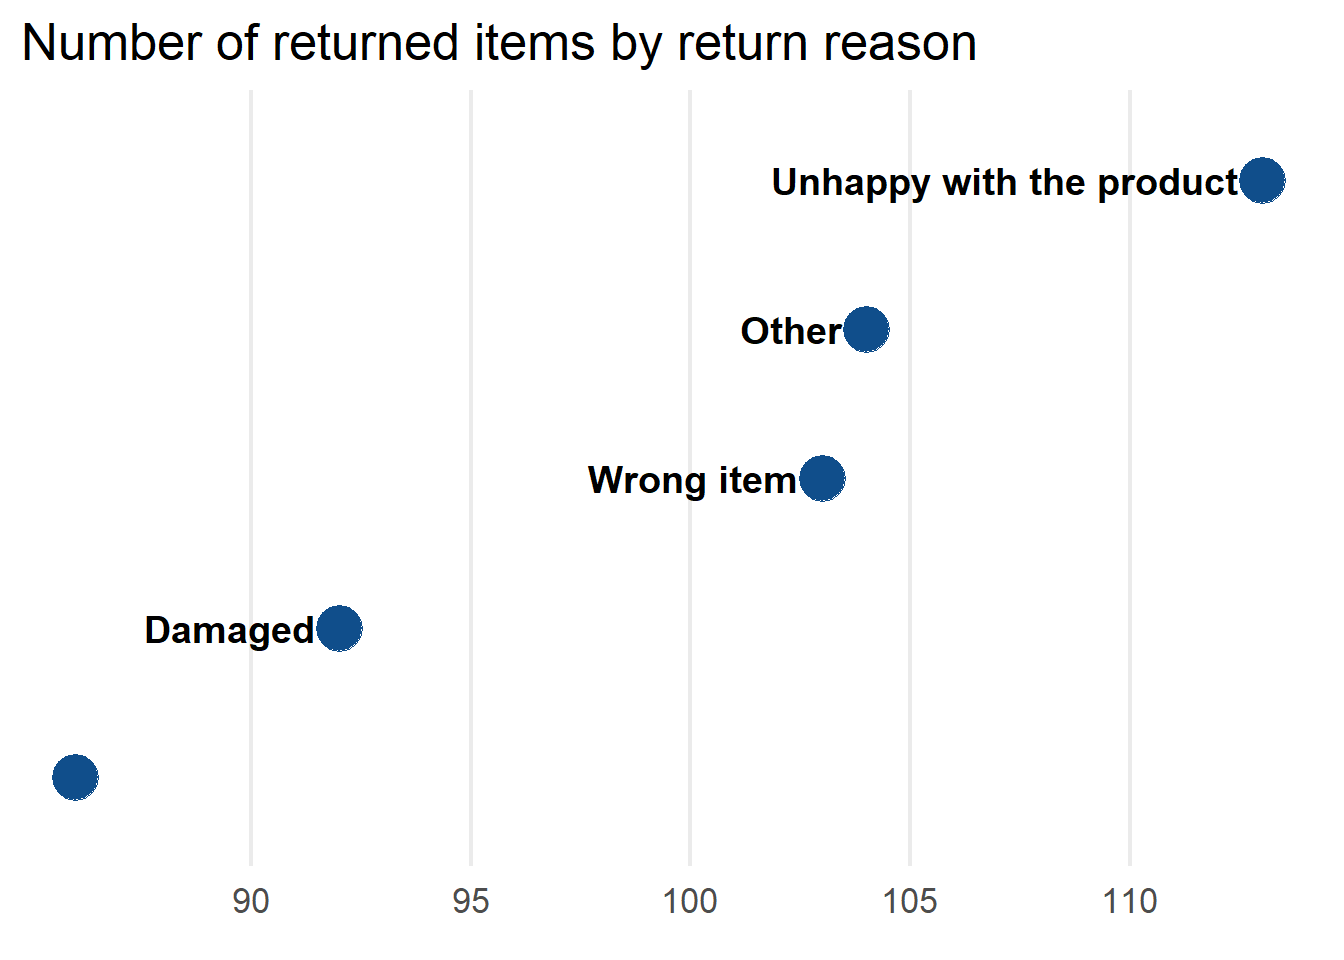 Number of returned items by return reason
Unhappy with the product
Other
Wrong item
Damaged
90 95 100 105 110